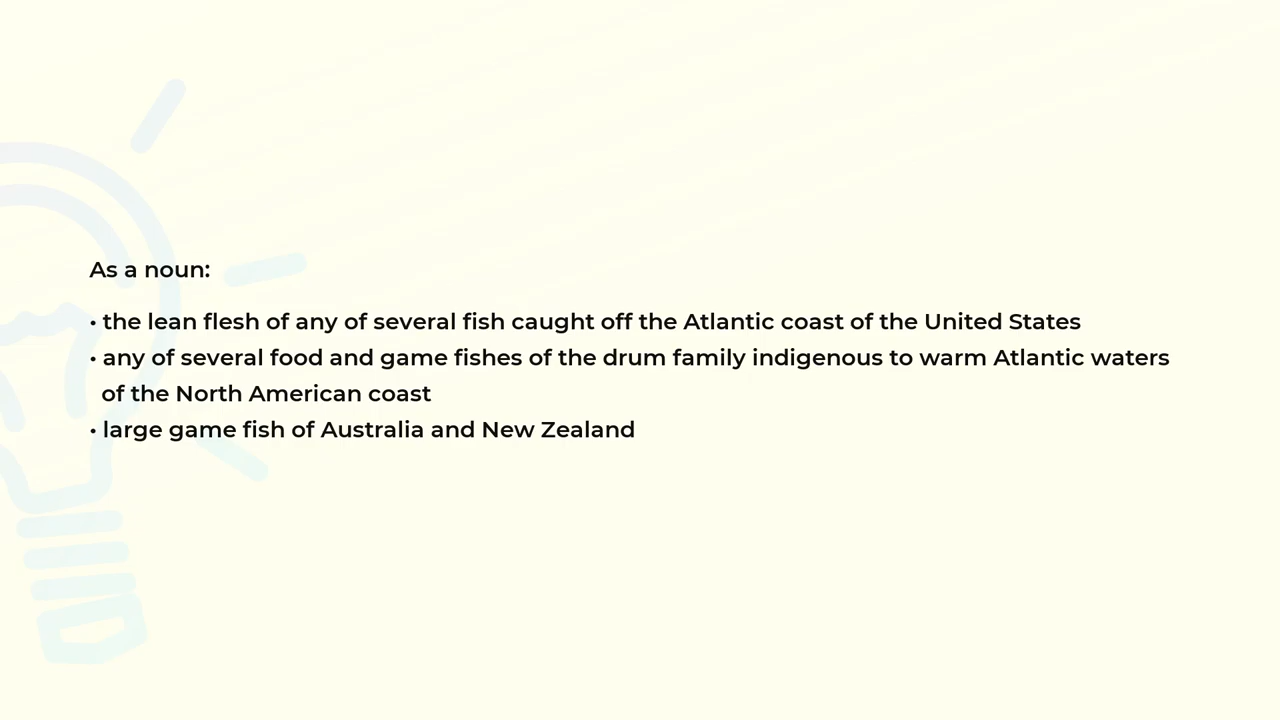 As a noun:
• the lean flesh of any of several fish caught off the Atlantic coast of the United States
• any of several food and game fishes of the drum family indigenous to warm Atlantic waters
of the North American coast
• large game fish of Australia and New Zealand